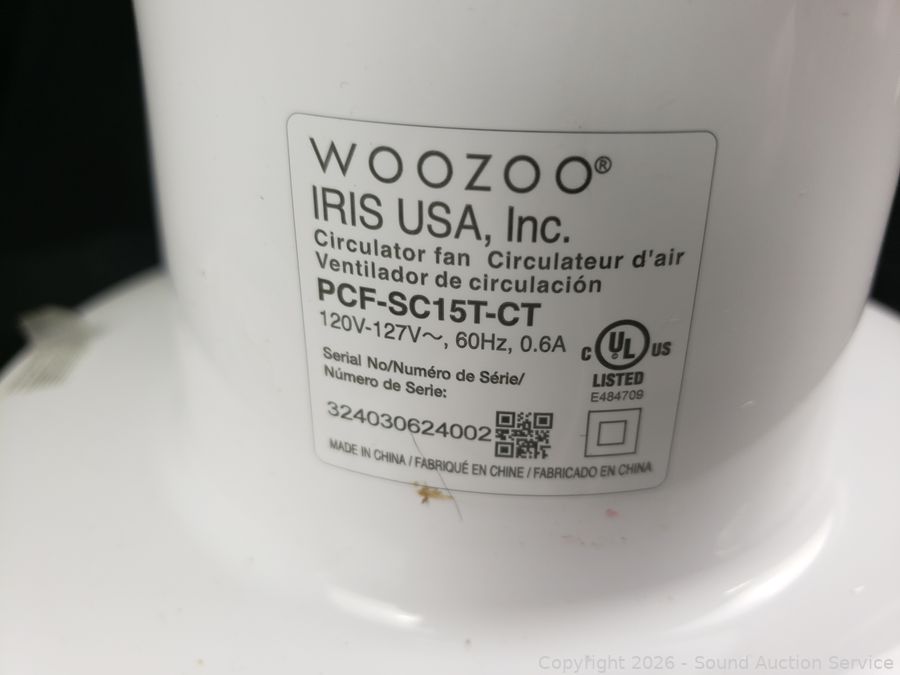 WOOZOO®
IRIS USA, Inc.
Circulator fan Circulateur d'air
Ventilador de circulación
PCF-SC15T-CT
120V-127V～, 60Hz, 0.6A
Serial No/Numéro de Série/
Número de Serie:
324030624002
C UL US
LISTED
E484709
MADE IN CHINA / FABRIQUÉ EN CHINE / FABRICADO EN CHINA
Copyright 2026 - Sound Auction Service